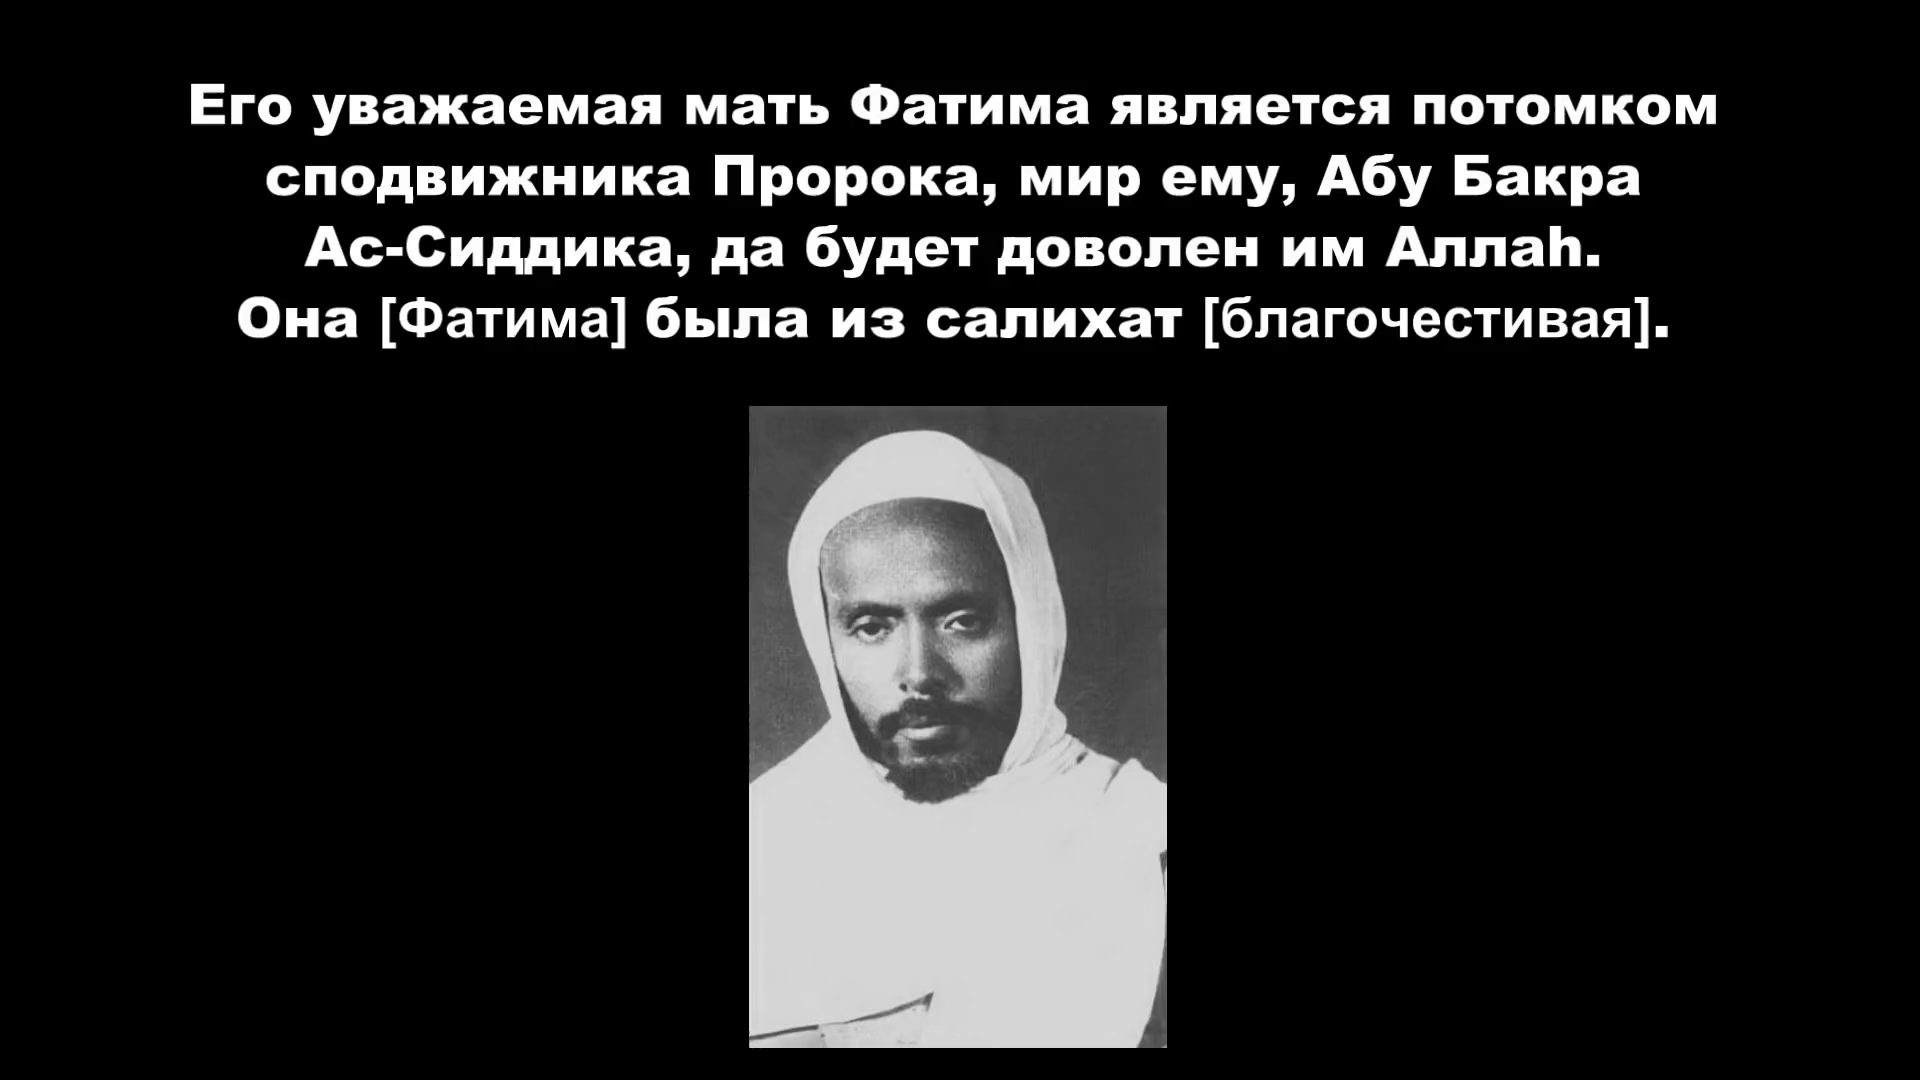 Его уважаемая мать Фатима является потомком
сподвижника Пророка, мир ему, Абу Бакра
Ас-Сиддика, да будет доволен им Аллаh.
Она [Фатима] была из салихат [благочестивая].